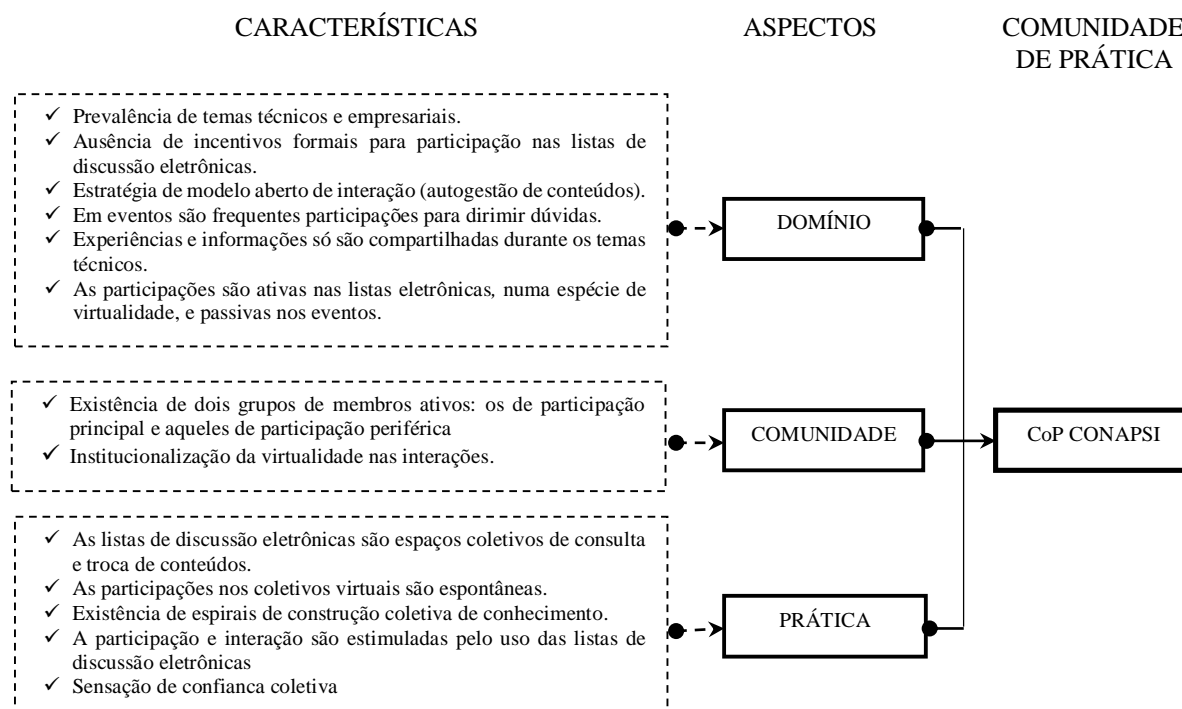 CARACTERÍSTICAS
ASPECTOS
COMUNIDADE
DE PRÁTICA
✓ Prevalência de temas técnicos e empresariais.
✓ Ausência de incentivos formais para participação nas listas de
discussão eletrônicas.
✓ Estratégia de modelo aberto de interação (autogestão de conteúdos).
✓ Em eventos são frequentes participações para dirimir dúvidas.
✓ Experiências e informações só são compartilhadas durante os temas
técnicos.
✓ As participações são ativas nas listas eletrônicas, numa espécie de
virtualidade, e passivas nos eventos.
DOMÍNIO
✓ Existência de dois grupos de membros ativos: os de participação
principal e aqueles de participação periférica
✓ Institucionalização da virtualidade nas interações.
COMUNIDADE
CoP CONAPSI
✓ As listas de discussão eletrônicas são espaços coletivos de consulta
e troca de conteúdos.
✓ As participações nos coletivos virtuais são espontâneas.
✓ Existência de espirais de construção coletiva de conhecimento.
✓ A participação e interação são estimuladas pelo uso das listas de
discussão eletrônicas
✓ Sensação de confiança coletiva
PRÁTICA